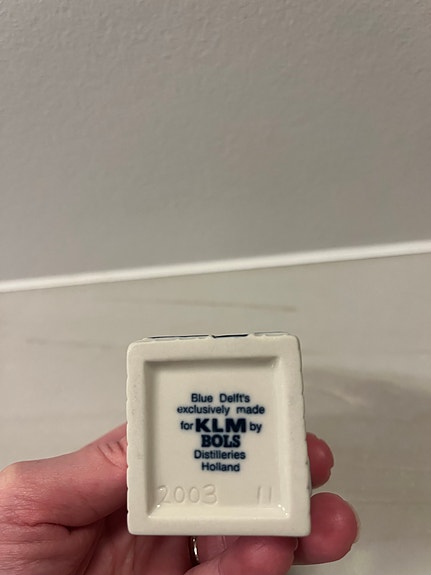 Blue Delft's
exclusively made
for KLM by
BOLS
Distilleries
Holland
2003 11